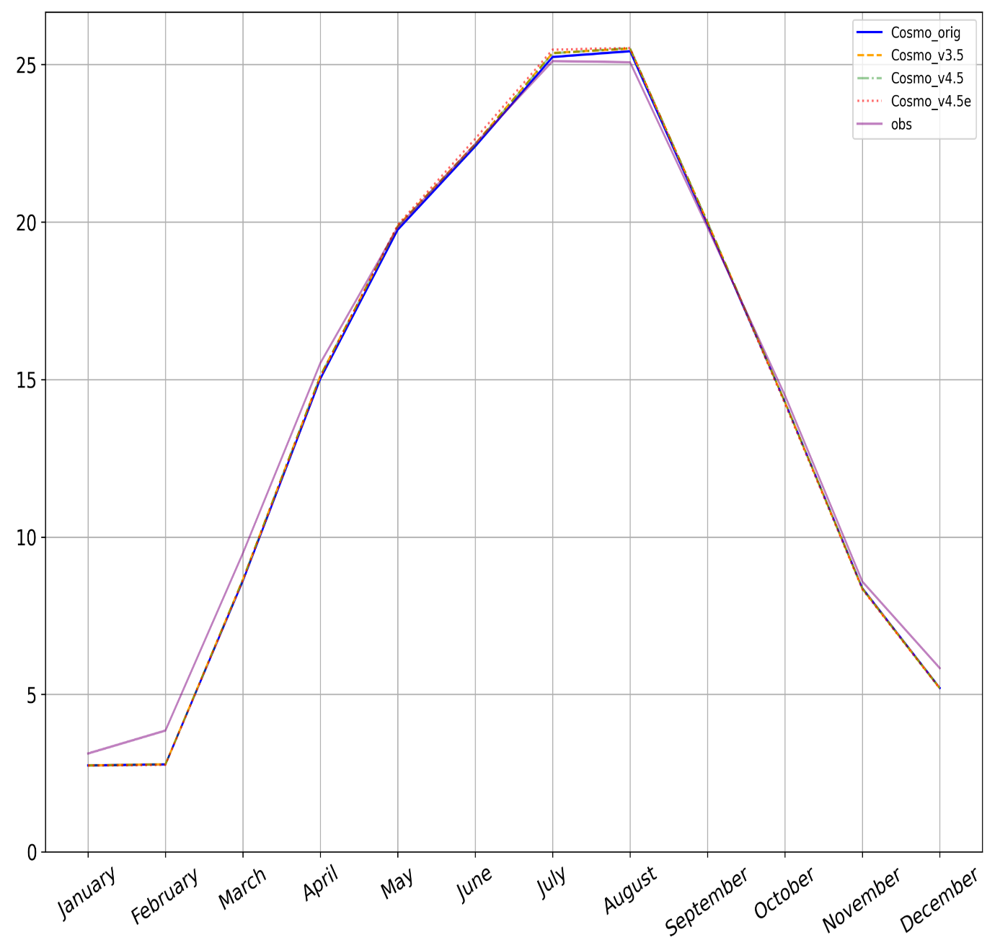 25
20
15
10
5
0
January
February
March
April
May
June
July
August
September
October
November
December
Cosmo_orig
Cosmo_v3.5
Cosmo_v4.5
Cosmo_v4.5e
obs